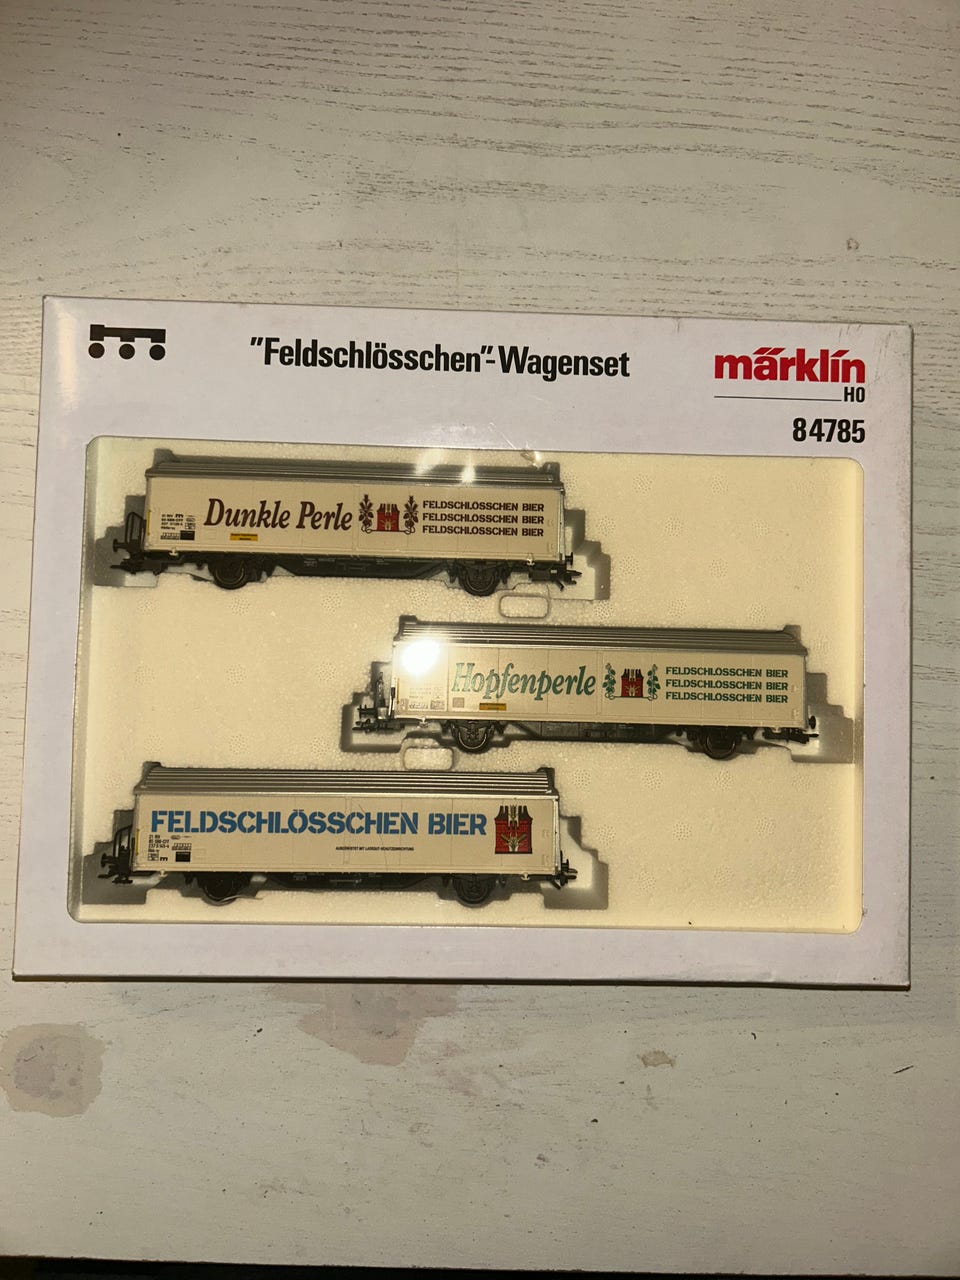 "Feldschlösschen"-Wagenset
märklin
H0
84785
Dunkle Perle
FELDSCHLÖSSCHEN BIER
FELDSCHLÖSSCHEN BIER
FELDSCHLÖSSCHEN BIER
Hopfenperle
FELDSCHLÖSSCHEN BIER
FELDSCHLÖSSCHEN BIER
FELDSCHLÖSSCHEN BIER
FELDSCHLÖSSCHEN BIER